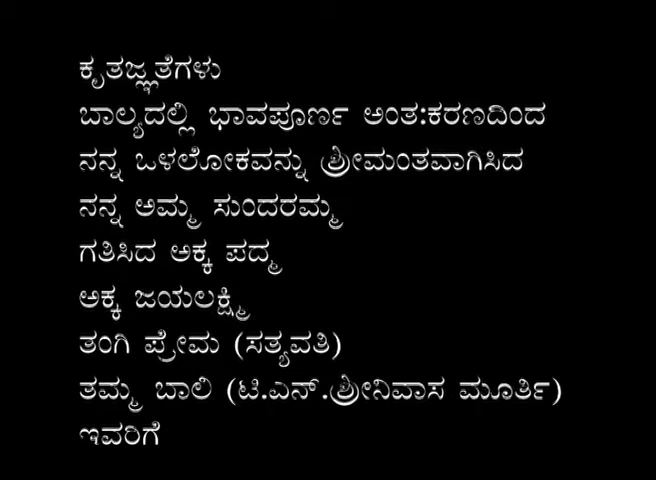 ಕೃತಜ್ಞತೆಗಳು
ಬಾಲ್ಯದಲ್ಲಿ ಭಾವಪೂರ್ಣ ಅಂತ:ಕರಣದಿಂದ
ನನ್ನ ಒಳಲೋಕವನ್ನು ಶ್ರೀಮಂತವಾಗಿಸಿದ
ನನ್ನ ಅಮ್ಮ ಸುಂದರಮ್ಮ
ಗತಿಸಿದ ಅಕ್ಕ ಪದ್ಮ
ಅಕ್ಕ ಜಯಲಕ್ಷ್ಮಿ
ತಂಗಿ ಪ್ರೇಮ (ಸತ್ಯವತಿ)
ತಮ್ಮ ಬಾಲಿ (ಟಿ.ಎನ್.ಶ್ರೀನಿವಾಸ ಮೂರ್ತಿ)
ಇವರಿಗೆ